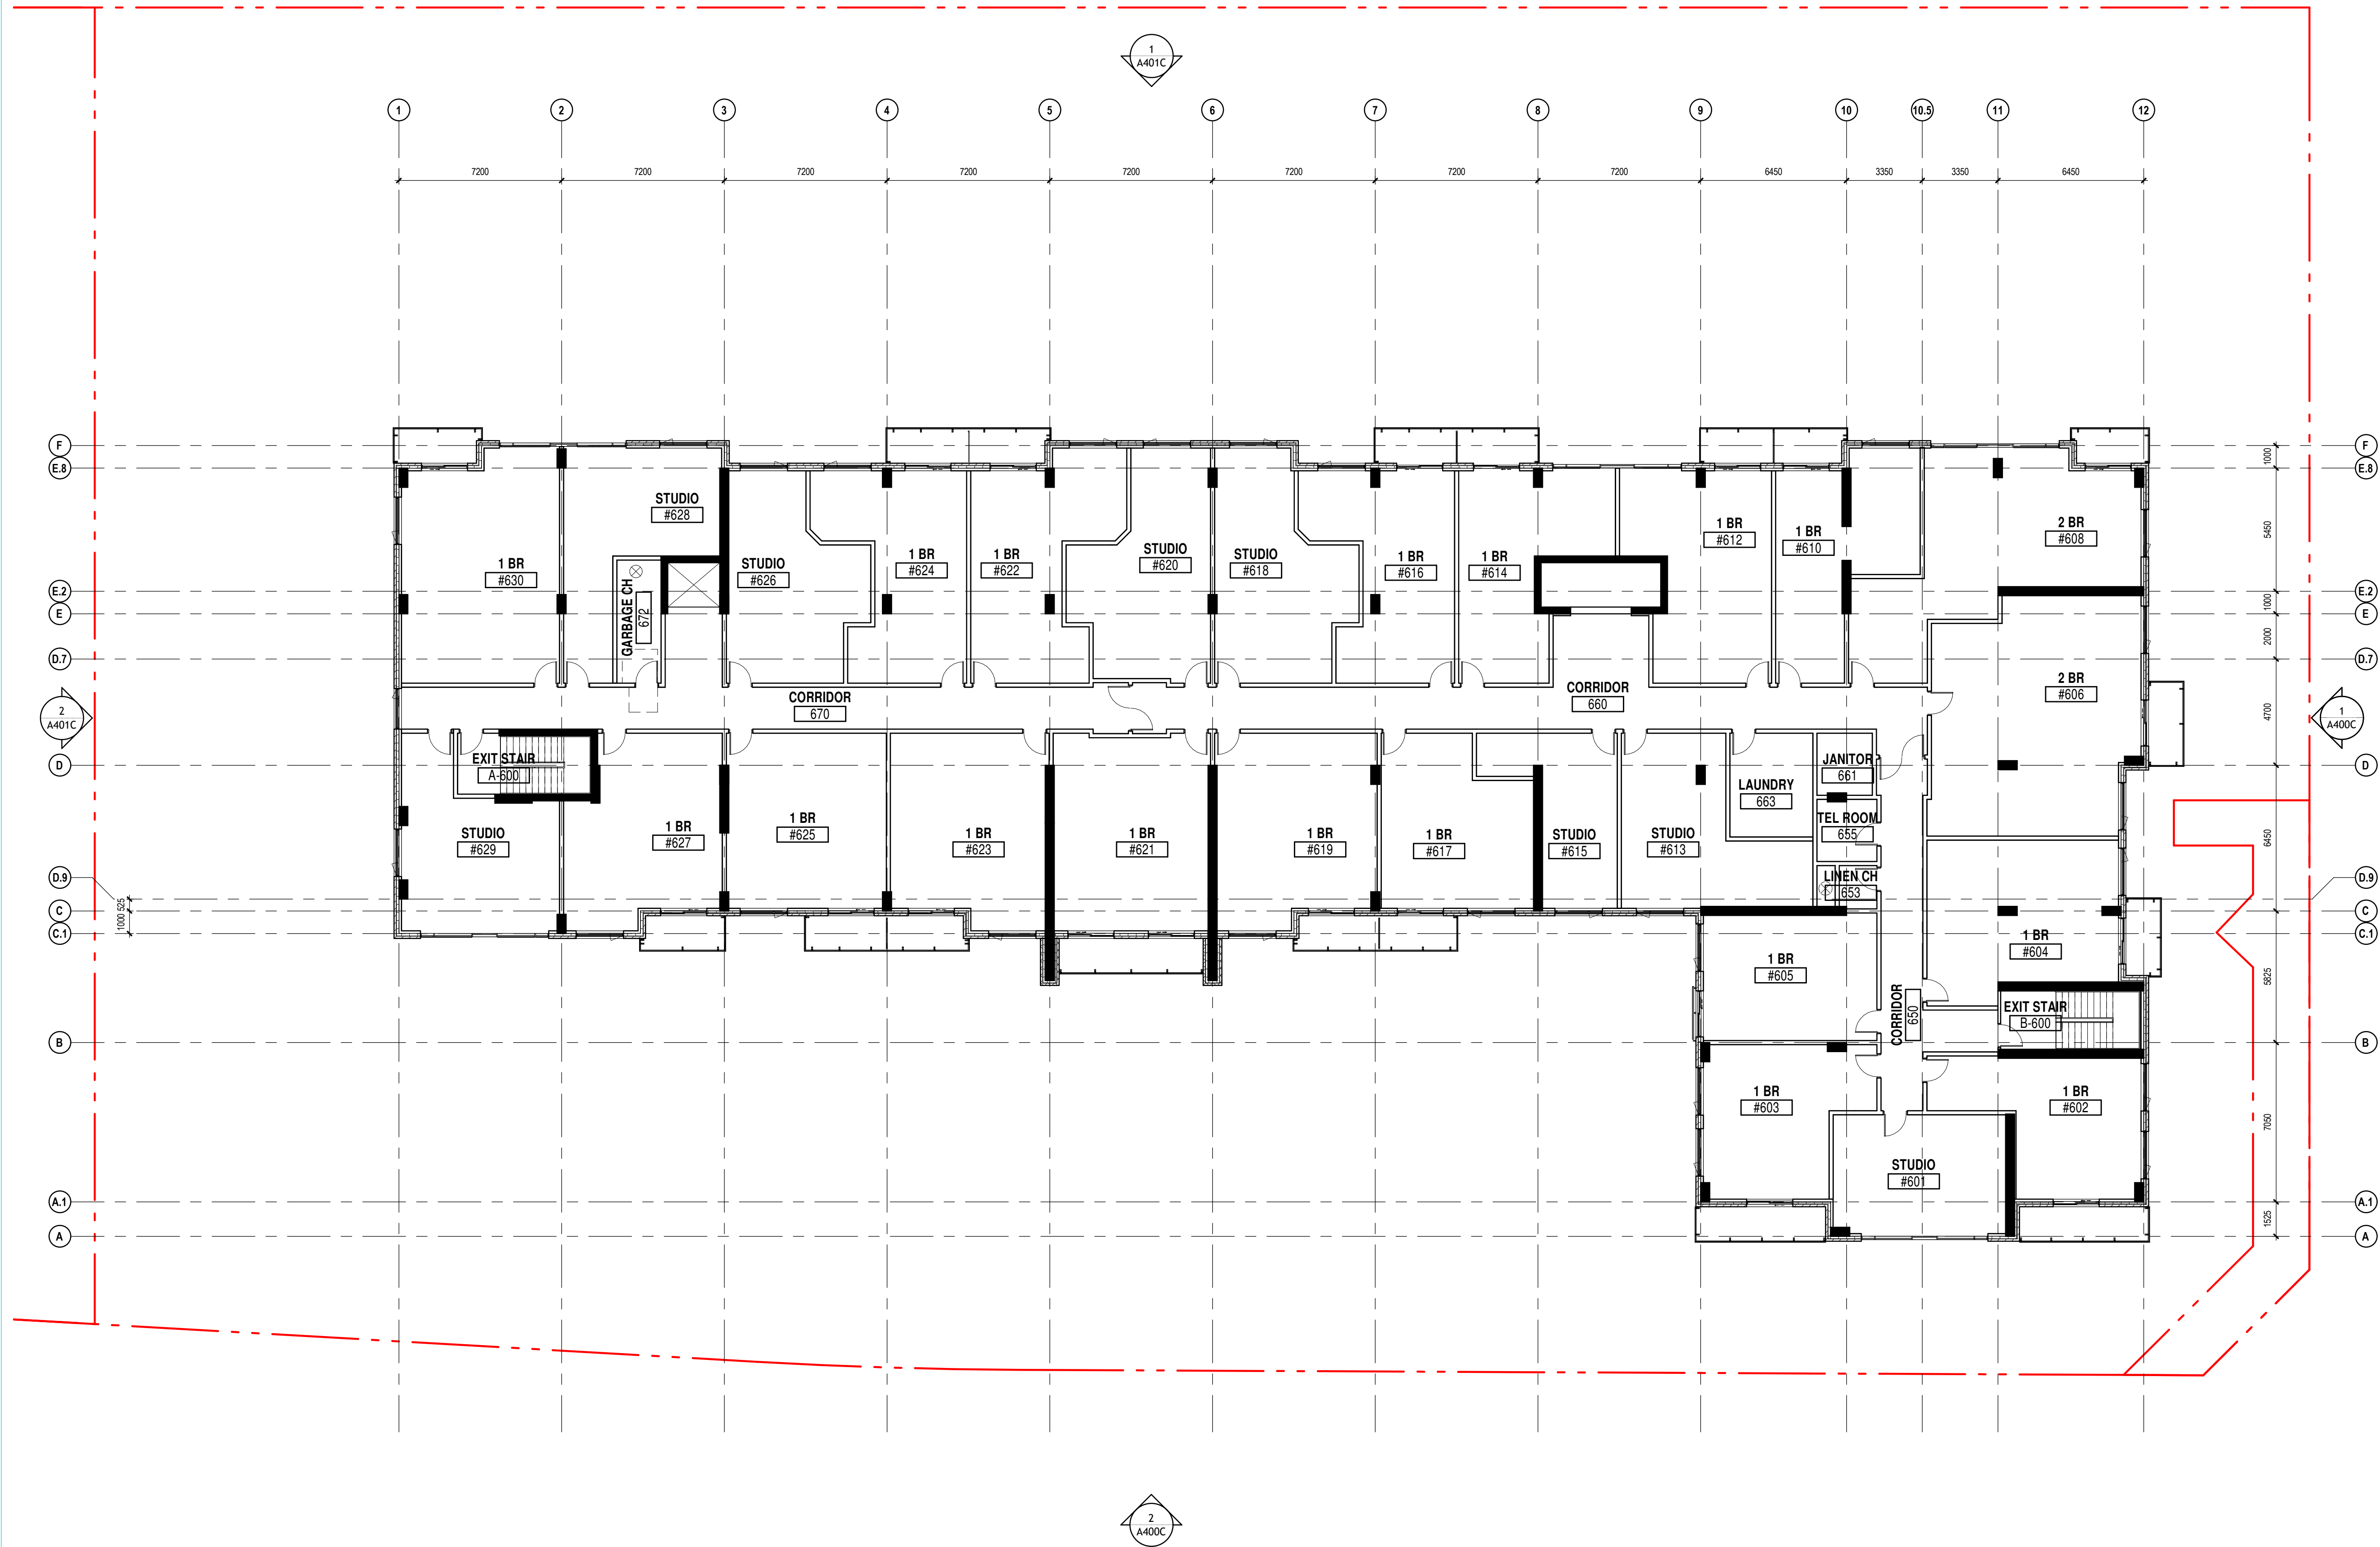 1
A401C
1
2
3
4
5
6
7
8
9
10
10.5
11
12
7200
7200
7200
7200
7200
7200
7200
7200
6450
3350
3350
6450
F
F
E.8
E.8
1000
STUDIO
#628
1 BR
#630
STUDIO
#626
1 BR
#624
1 BR
#622
STUDIO
#620
STUDIO
#618
1 BR
#616
1 BR
#614
1 BR
#612
1 BR
#610
2 BR
#608
5450
E.2
E.2
GARBAGE CH
672
1000
E
E
2000
D.7
D.7
2
A401C
CORRIDOR
670
CORRIDOR
660
2 BR
#606
4700
1
A400C
D
D
EXIT STAIR
A-600
JANITOR
661
LAUNDRY
663
TEL ROOM
655
STUDIO
#629
1 BR
#627
1 BR
#625
1 BR
#623
1 BR
#621
1 BR
#619
1 BR
#617
STUDIO
#615
STUDIO
#613
6450
LINEN CH
653
D.9
D.9
525
1000
C
C
C.1
C.1
1 BR
#604
1 BR
#605
5825
CORRIDOR
650
EXIT STAIR
B-600
B
B
1 BR
#603
1 BR
#602
7050
STUDIO
#601
A.1
A.1
1525
A
A
2
A400C